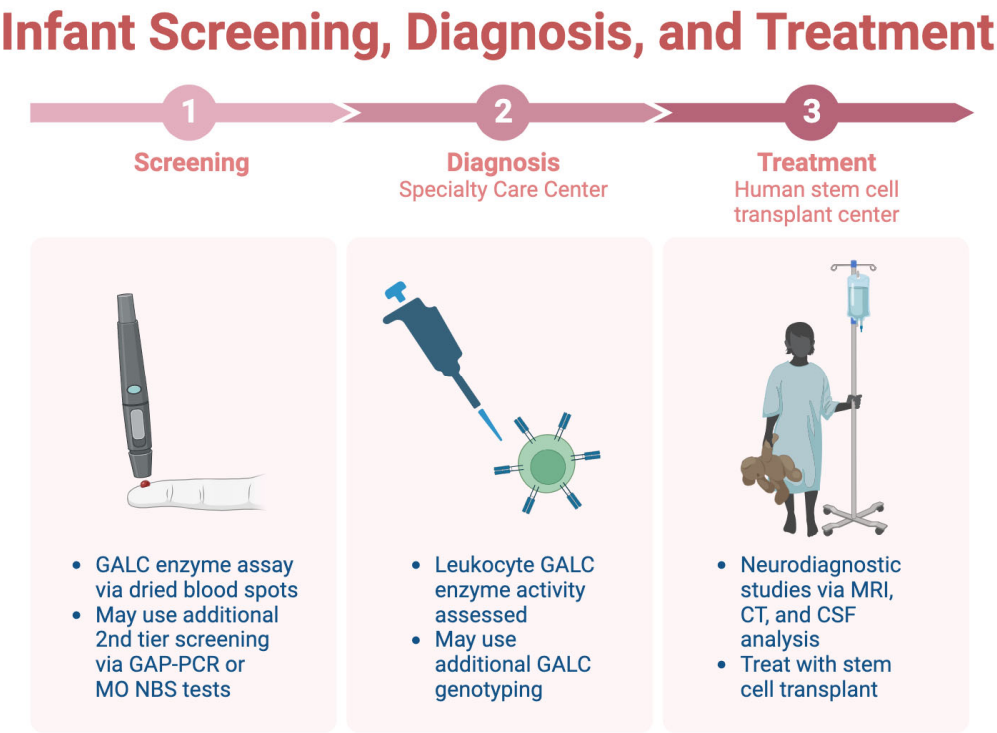 Infant Screening, Diagnosis, and Treatment
1
2
3
Screening
Diagnosis
Specialty Care Center
Treatment
Human stem cell
transplant center
• GALC enzyme assay
via dried blood spots
• May use additional
2nd tier screening
via GAP-PCR or
MO NBS tests
• Leukocyte GALC
enzyme activity
assessed
• May use
additional GALC
genotyping
• Neurodiagnostic
studies via MRI,
CT, and CSF
analysis
• Treat with stem
cell transplant